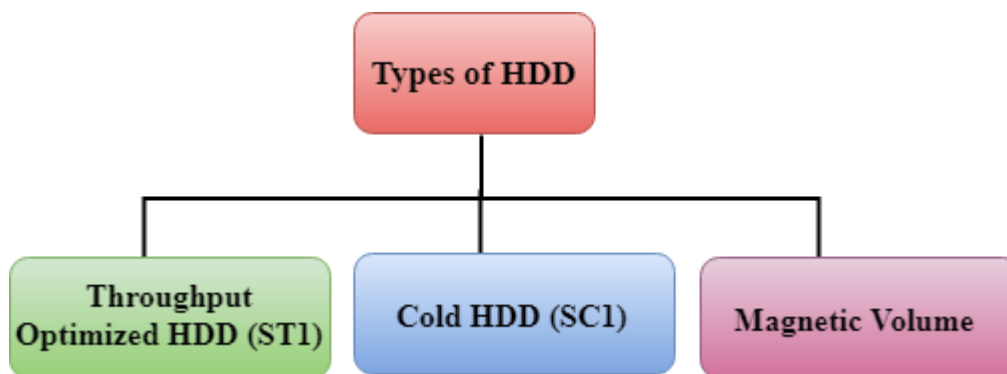 Types of HDD
Throughput
Optimized HDD (ST1)
Cold HDD (SC1)
Magnetic Volume